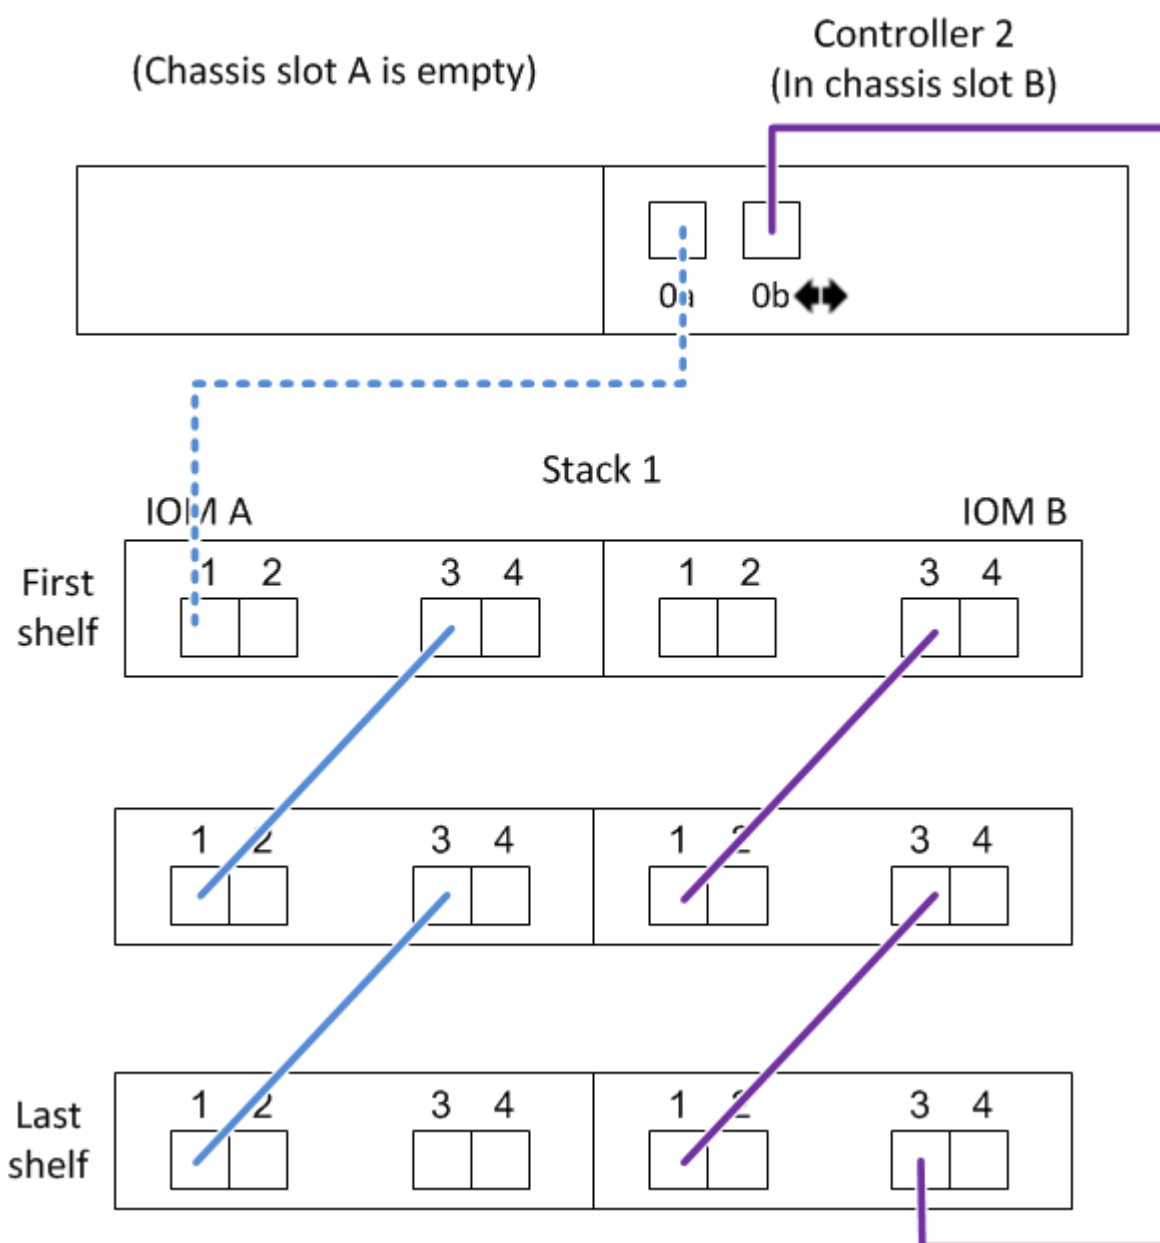 (Chassis slot A is empty)
Controller 2
(In chassis slot B)
0a 0b
Stack 1
IOM A IOM B
First
shelf
1 2 3 4 1 2 3 4
1 2 3 4 1 2 3 4
Last
shelf
1 2 3 4 1 2 3 4